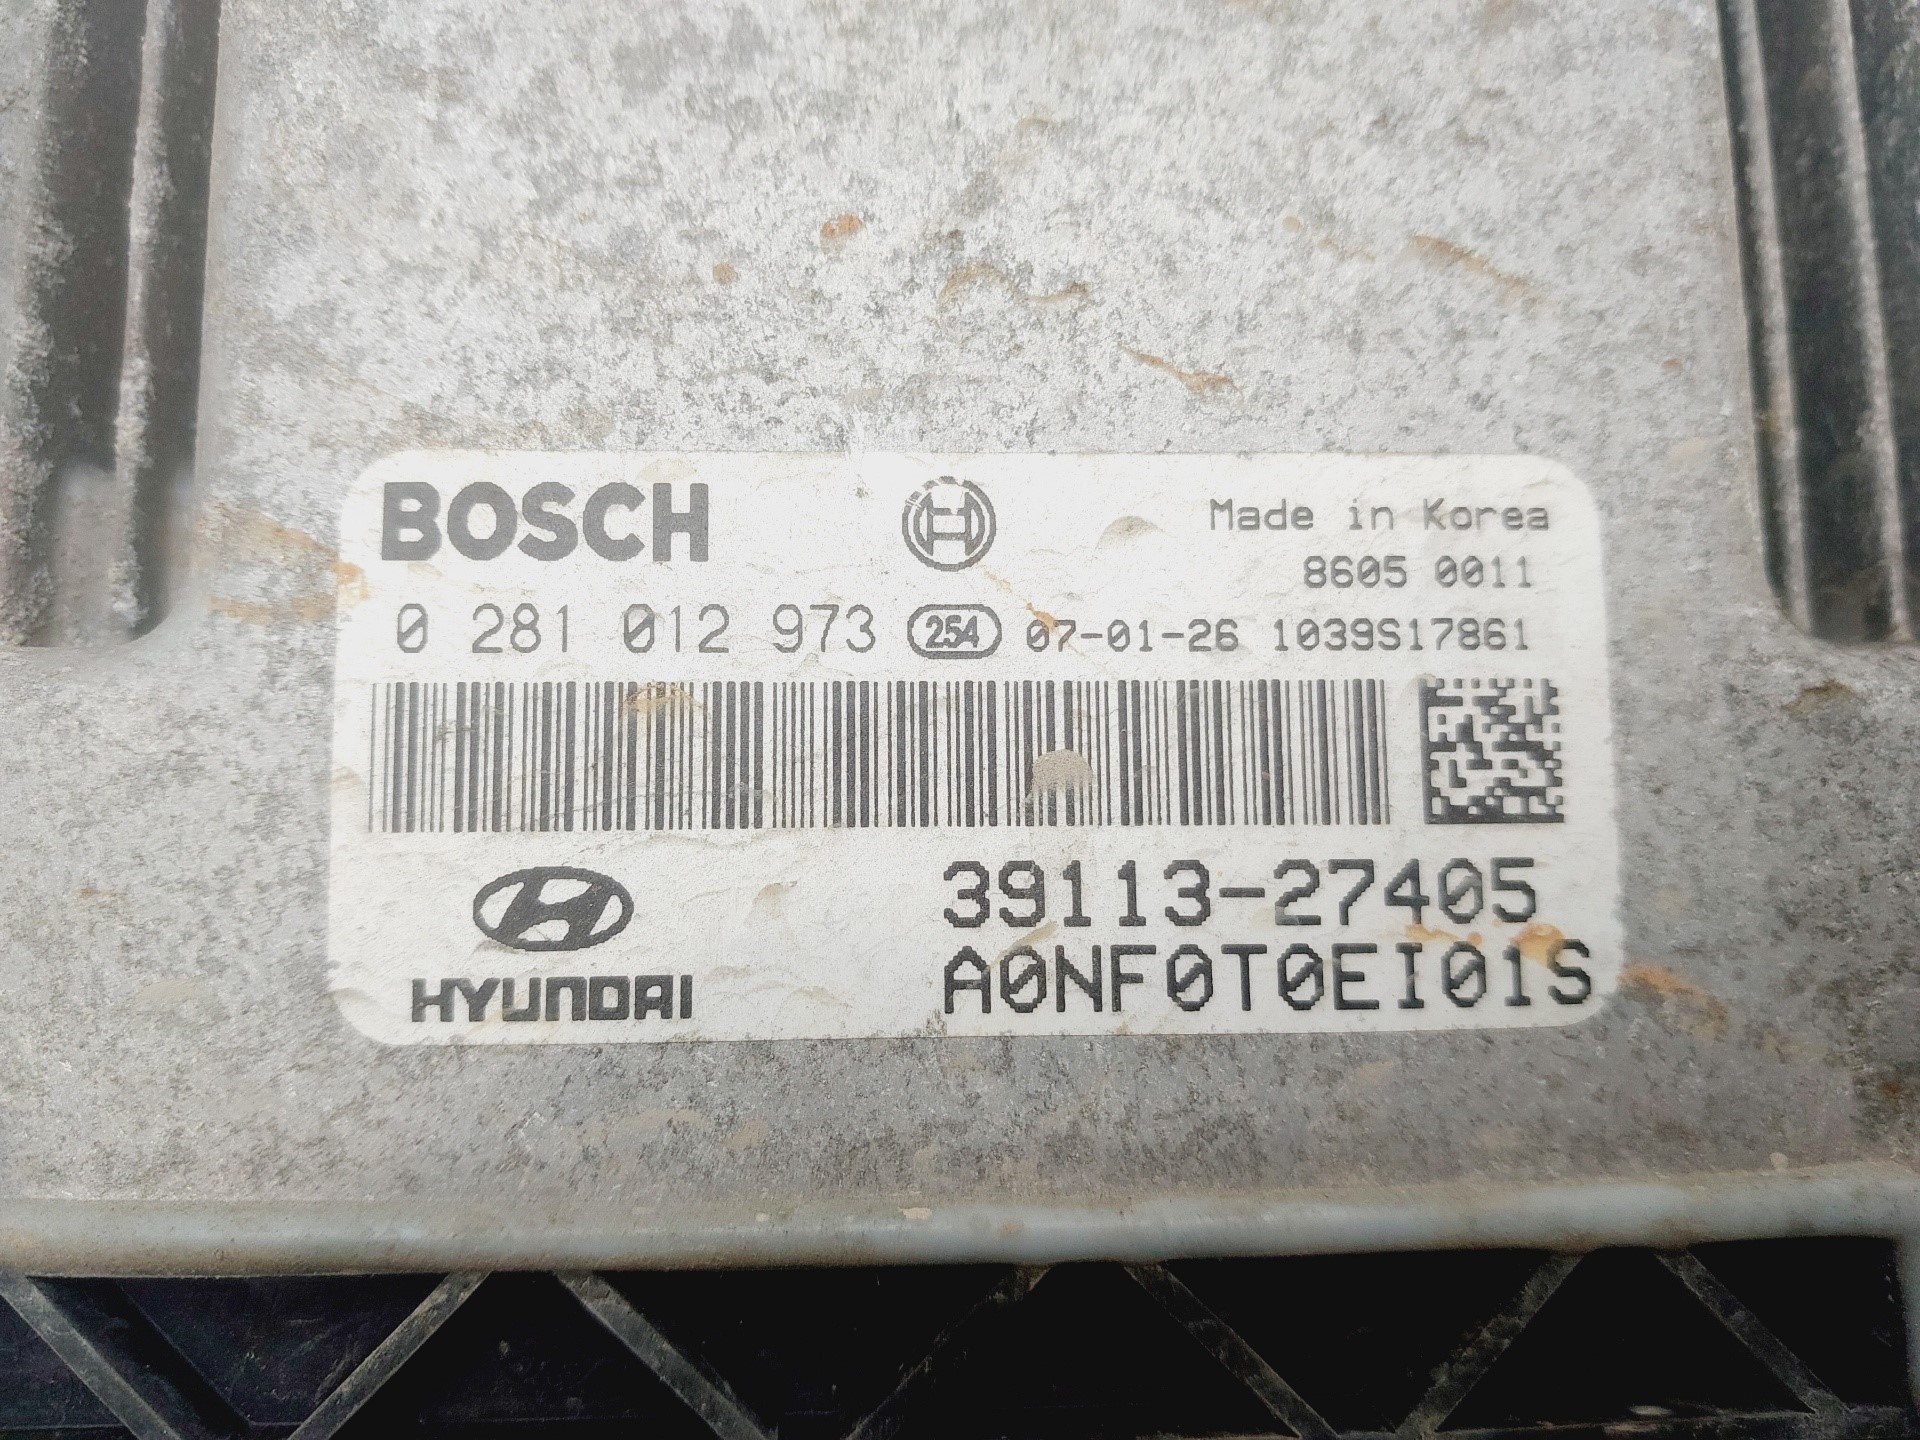 BOSCH Made in Korea
8605 0011
0 281 012 973 254 07-01-26 1039S17861
39113-27405
HYUNDAI A0NF0T0EI01S